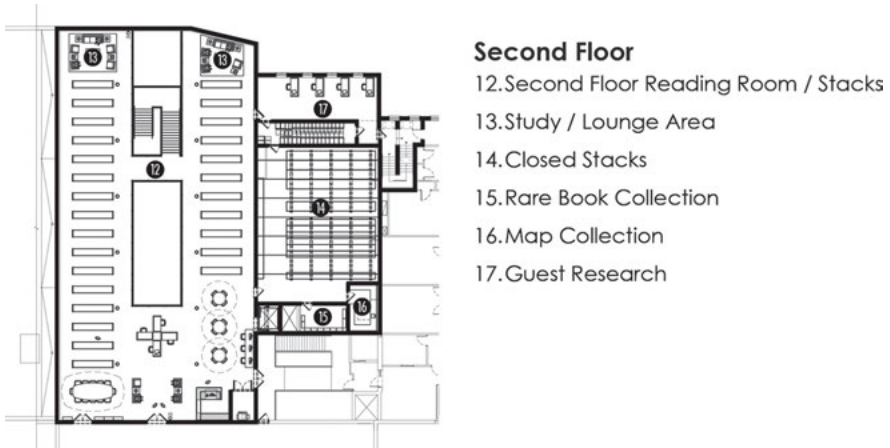 13
13
17
12
14
15
16
Second Floor
12.Second Floor Reading Room / Stacks
13.Study / Lounge Area
14.Closed Stacks
15.Rare Book Collection
16.Map Collection
17.Guest Research